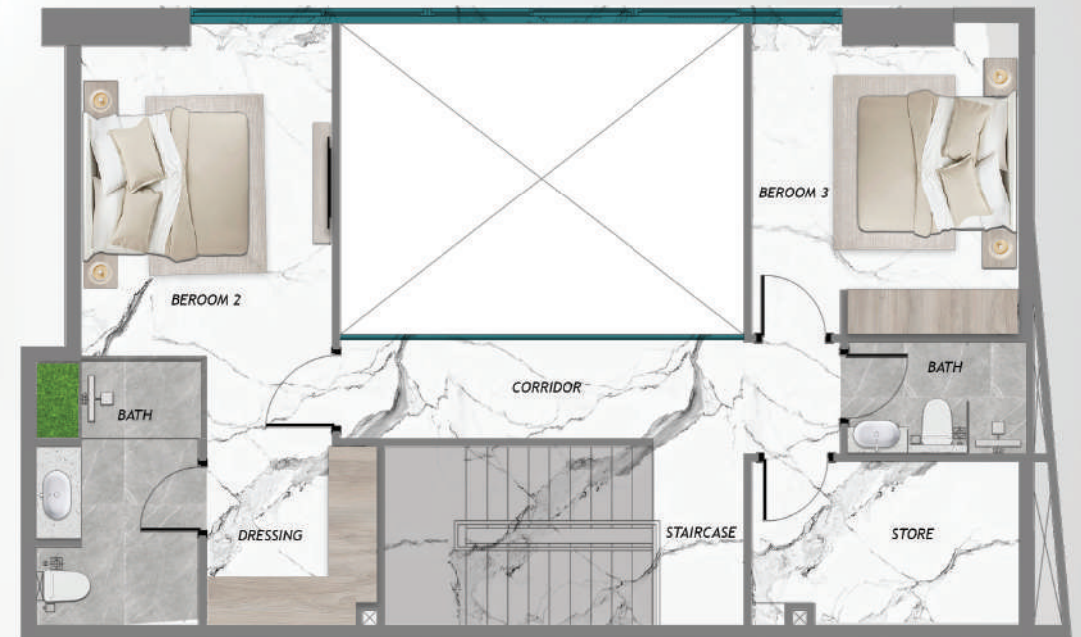 BEROOM 3
BEROOM 2
CORRIDOR
BATH
BATH
DRESSING
STAIRCASE
STORE